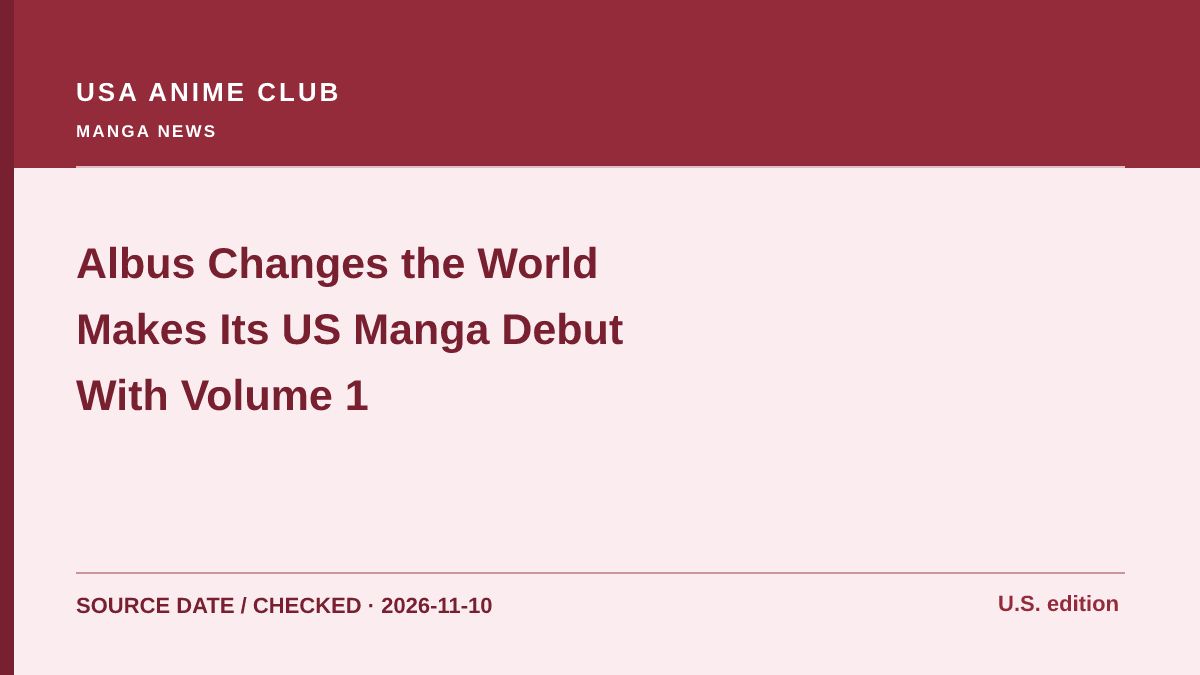 USA ANIME CLUB
MANGA NEWS
Albus Changes the World
Makes Its US Manga Debut
With Volume 1
SOURCE DATE / CHECKED · 2026-11-10
U.S. edition